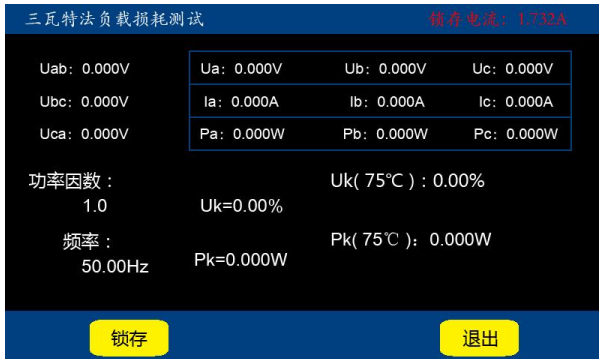 三瓦特法负载损耗测试 锁存电流：1.732A
Uab：0.000V Ua：0.000V Ub：0.000V Uc：0.000V
Ubc：0.000V Ia：0.000A Ib：0.000A Ic：0.000A
Uca：0.000V Pa：0.000W Pb：0.000W Pc：0.000W
功率因数： Uk( 75℃ )：0.00%
1.0 Uk=0.00%
频率： Pk( 75℃ )：0.000W
50.00Hz Pk=0.000W
锁存 退出